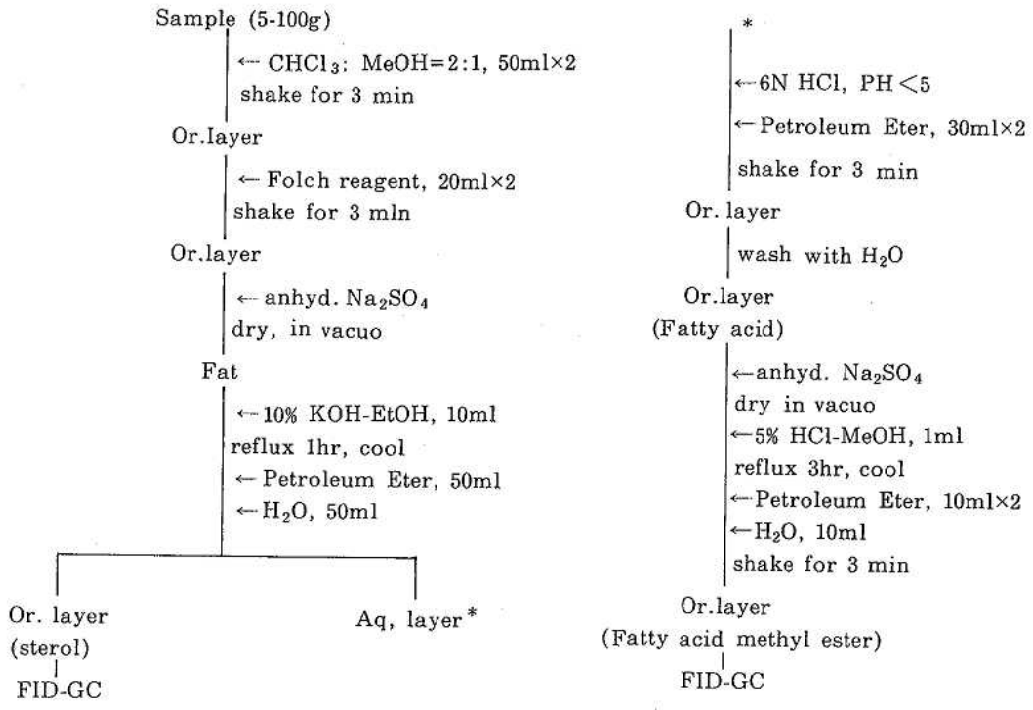 Sample (5-100g)
← CHCl₃: MeOH=2:1, 50ml×2
shake for 3 min
Or.layer
← Folch reagent, 20ml×2
shake for 3 mln
Or.layer
← anhyd. Na₂SO₄
dry, in vacuo
Fat
← 10% KOH-EtOH, 10ml
reflux 1hr, cool
← Petroleum Eter, 50ml
← H₂O, 50ml
Or. layer
(sterol)
FID-GC
Aq, layer*
*
←6N HCl, PH <5
←Petroleum Eter, 30ml×2
shake for 3 min
Or. layer
wash with H₂O
Or.layer
(Fatty acid)
←anhyd. Na₂SO₄
dry in vacuo
←5% HCl-MeOH, 1ml
reflux 3hr, cool
←Petroleum Eter, 10ml×2
←H₂O, 10ml
shake for 3 min
Or.layer
(Fatty acid methyl ester)
FID-GC